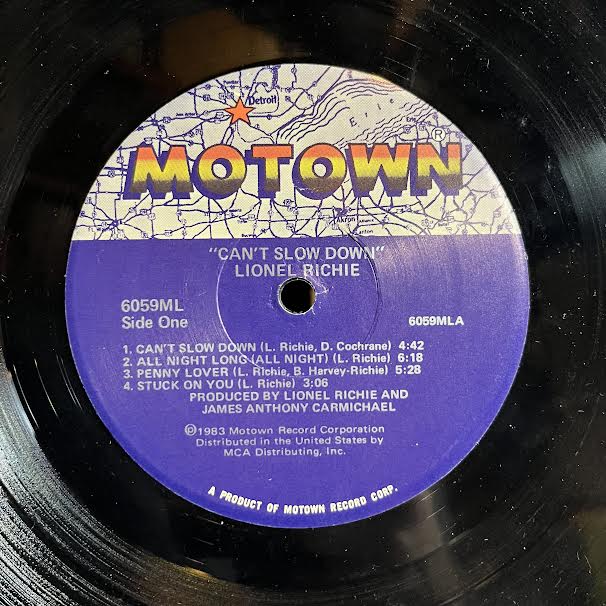 Detroit
Erie
MOTOWN®
Akron
Canton
"CAN'T SLOW DOWN"
LIONEL RICHIE
6059ML
Side One
6059MLA
1. CAN'T SLOW DOWN (L. Richie, D. Cochrane) 4:42
2. ALL NIGHT LONG (ALL NIGHT) (L. Richie) 6:18
3. PENNY LOVER (L. Richie, B. Harvey-Richie) 5:28
4. STUCK ON YOU (L. Richie) 3:06
PRODUCED BY LIONEL RICHIE AND
JAMES ANTHONY CARMICHAEL
℗1983 Motown Record Corporation
Distributed in the United States by
MCA Distributing, Inc.
A PRODUCT OF MOTOWN RECORD CORP.